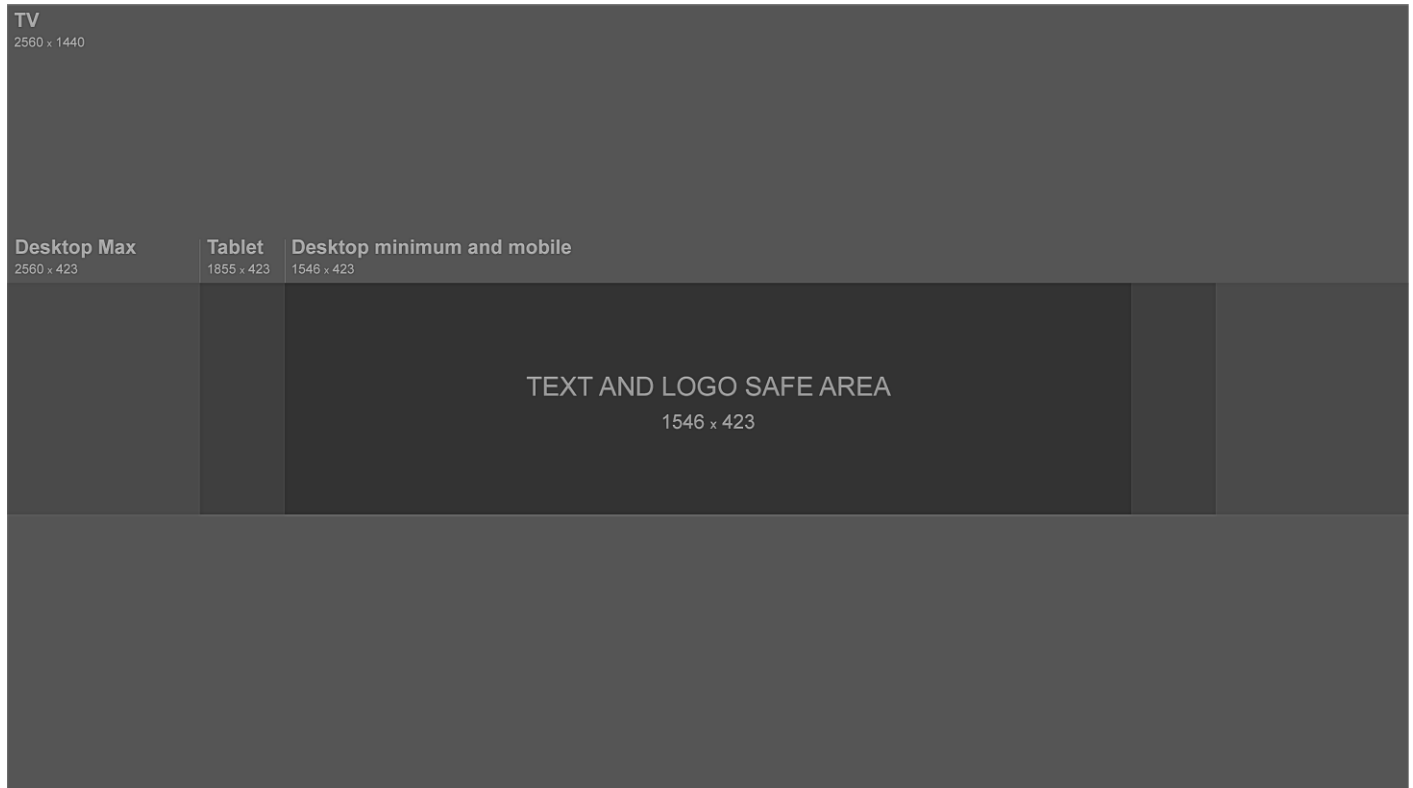 TV
2560 x 1440
Desktop Max
2560 x 423
Tablet
1855 x 423
Desktop minimum and mobile
1546 x 423
TEXT AND LOGO SAFE AREA
1546 x 423